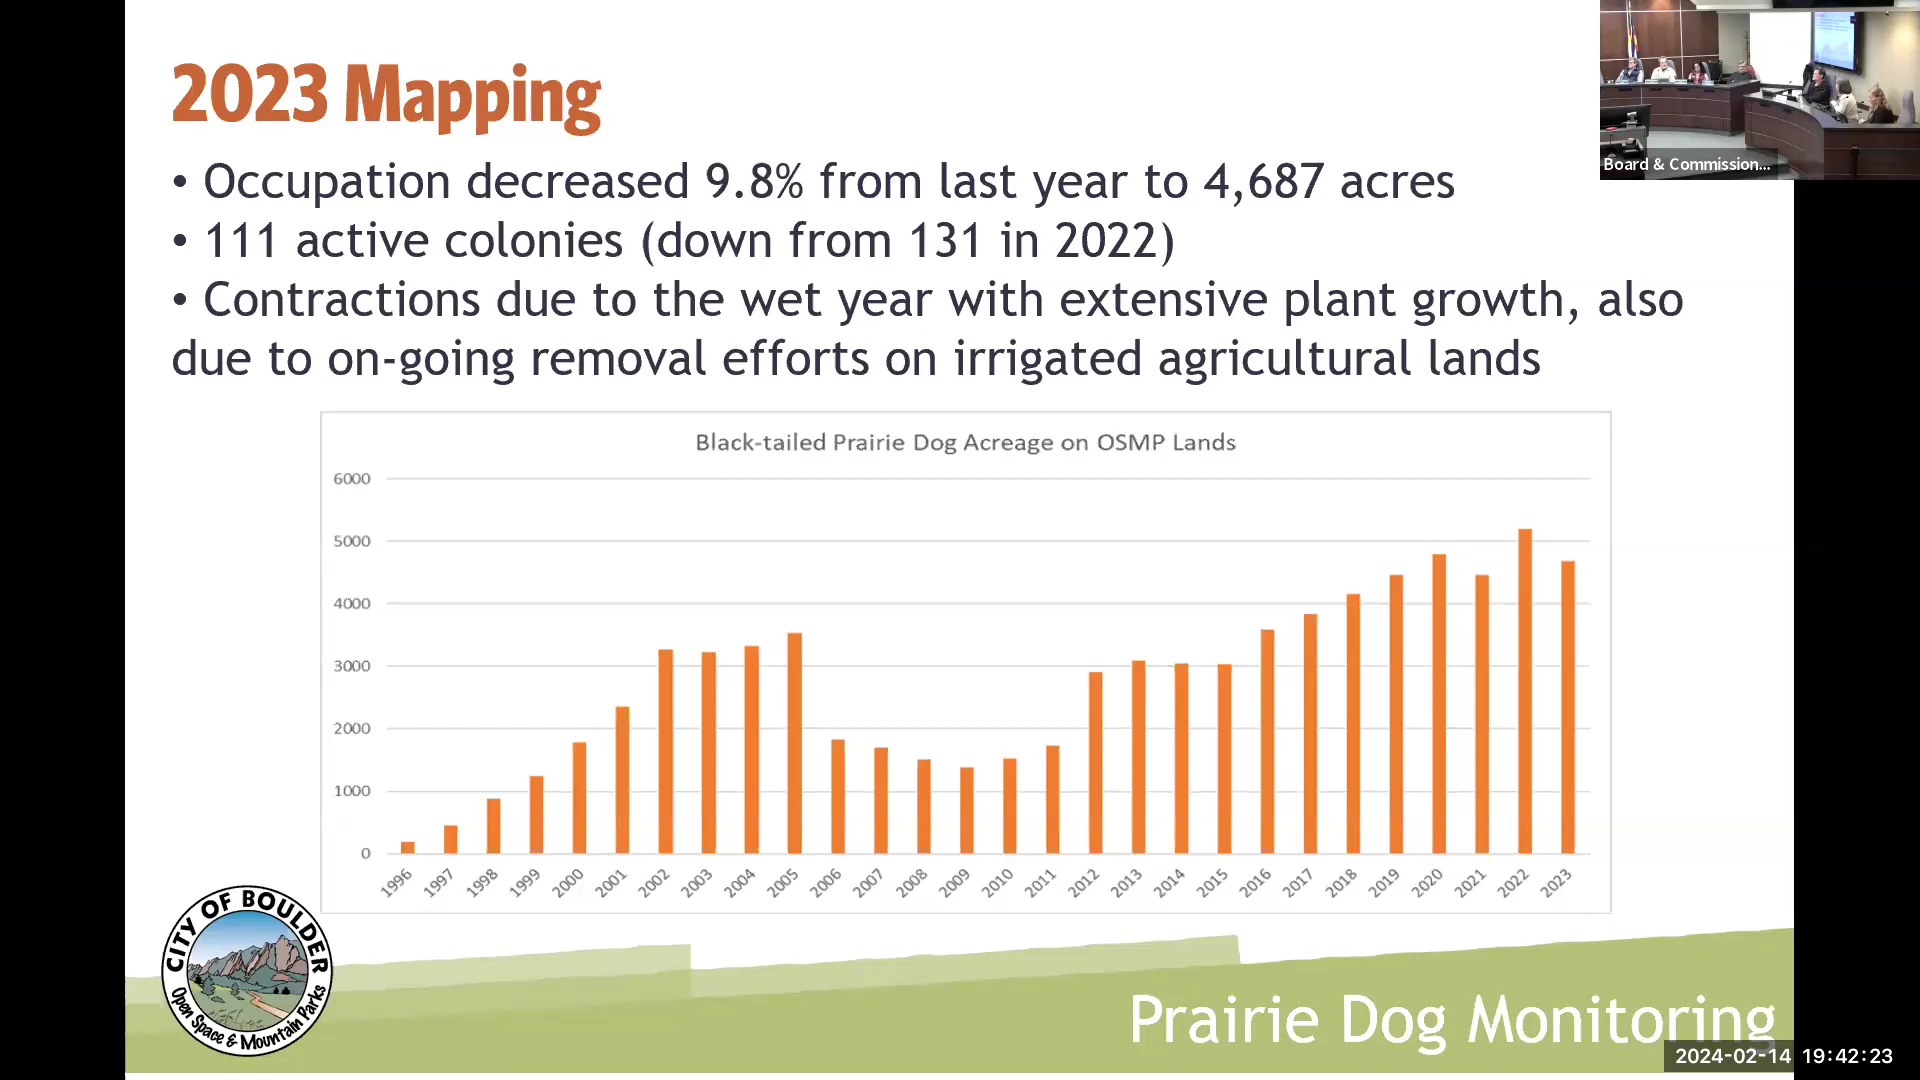 2023 Mapping
• Occupation decreased 9.8% from last year to 4,687 acres
• 111 active colonies (down from 131 in 2022)
• Contractions due to the wet year with extensive plant growth, also
due to on-going removal efforts on irrigated agricultural lands
Board & Commission...
Black-tailed Prairie Dog Acreage on OSMP Lands
6000
5000
4000
3000
2000
1000
0
1996 1997 1998 1999 2000 2001 2002 2003 2004 2005 2006 2007 2008 2009 2010 2011 2012 2013 2014 2015 2016 2017 2018 2019 2020 2021 2022 2023
CITY OF BOULDER
Open Space & Mountain Parks
Prairie Dog Monitoring
2024-02-14 19:42:23